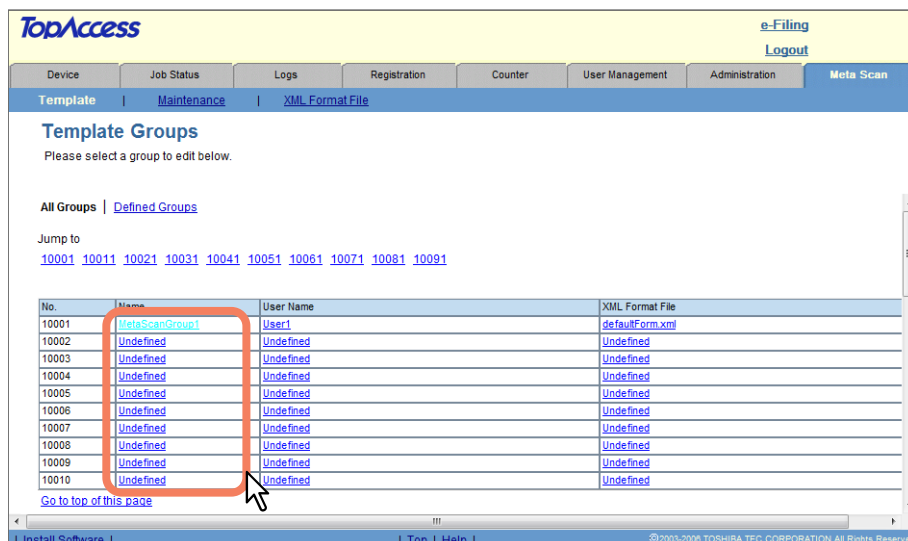 TopAccess
e-Filing
Logout
Device Job Status Logs Registration Counter User Management Administration Meta Scan
Template | Maintenance | XML Format File
Template Groups
Please select a group to edit below.
All Groups | Defined Groups
Jump to
10001 10011 10021 10031 10041 10051 10061 10071 10081 10091
No. Name User Name XML Format File
10001 MetaScanGroup1 User1 defaultForm.xml
10002 Undefined Undefined Undefined
10003 Undefined Undefined Undefined
10004 Undefined Undefined Undefined
10005 Undefined Undefined Undefined
10006 Undefined Undefined Undefined
10007 Undefined Undefined Undefined
10008 Undefined Undefined Undefined
10009 Undefined Undefined Undefined
10010 Undefined Undefined Undefined
Go to top of this page
| Install Software | | Top | Help | ©2003-2006 TOSHIBA TEC CORPORATION All Rights